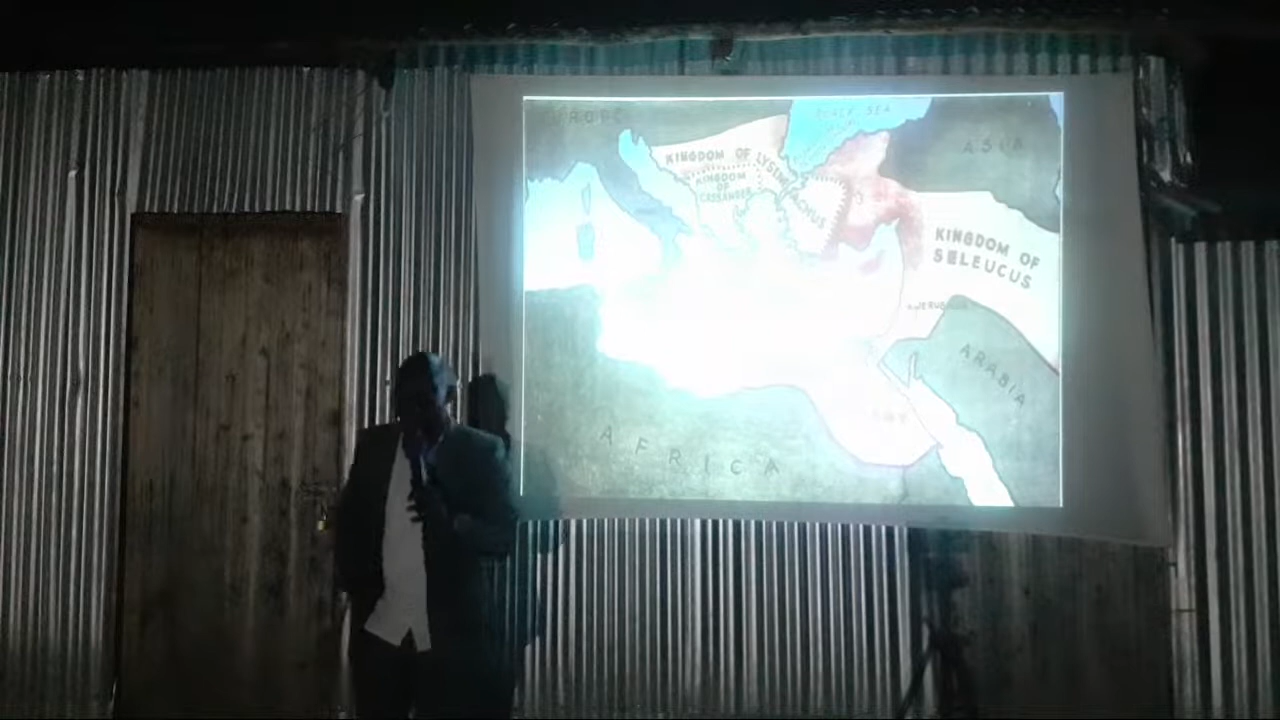 EUROPE
BLACK SEA
ASIA
KINGDOM OF LYSIMACHUS
KINGDOM
OF
CASSANDER
KINGDOM OF
SELEUCUS
ARABIA
AFRICA